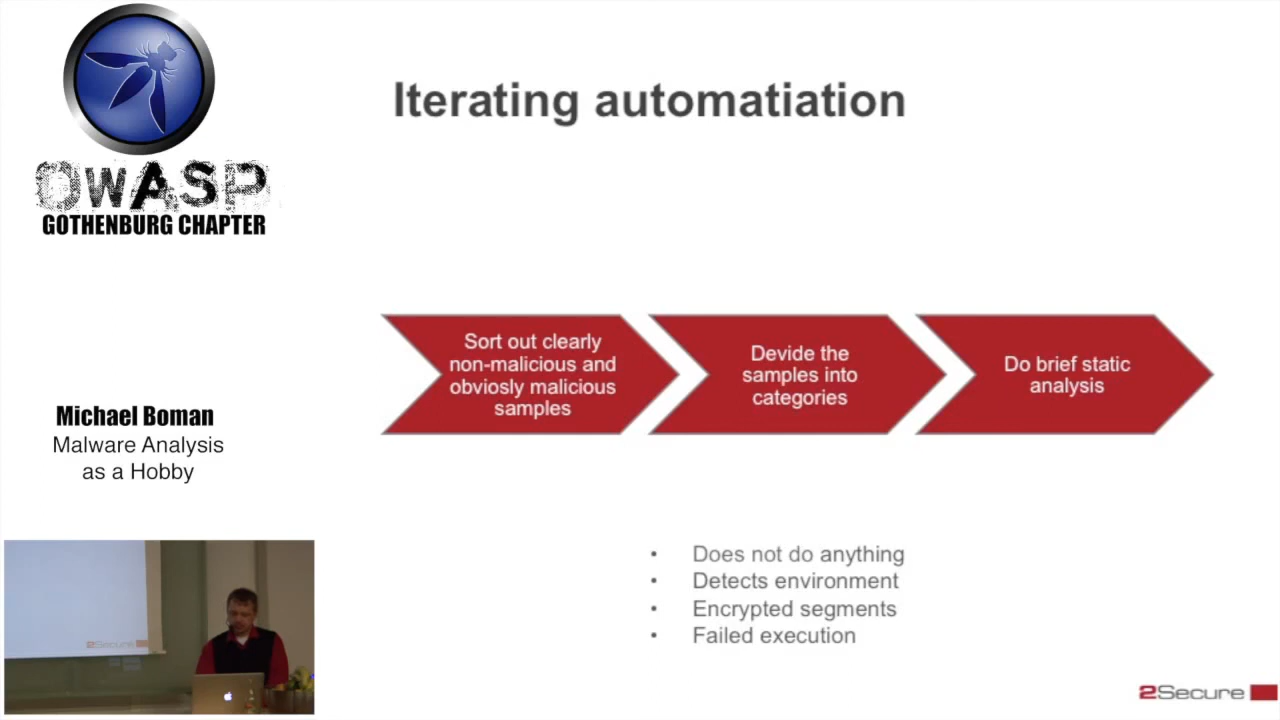 OWASP
GOTHENBURG CHAPTER
Iterating automatiation
Sort out clearly
non-malicious and
obviosly malicious
samples
Devide the
samples into
categories
Do brief static
analysis
Michael Boman
Malware Analysis
as a Hobby
• Does not do anything
• Detects environment
• Encrypted segments
• Failed execution
2Secure
2Secure